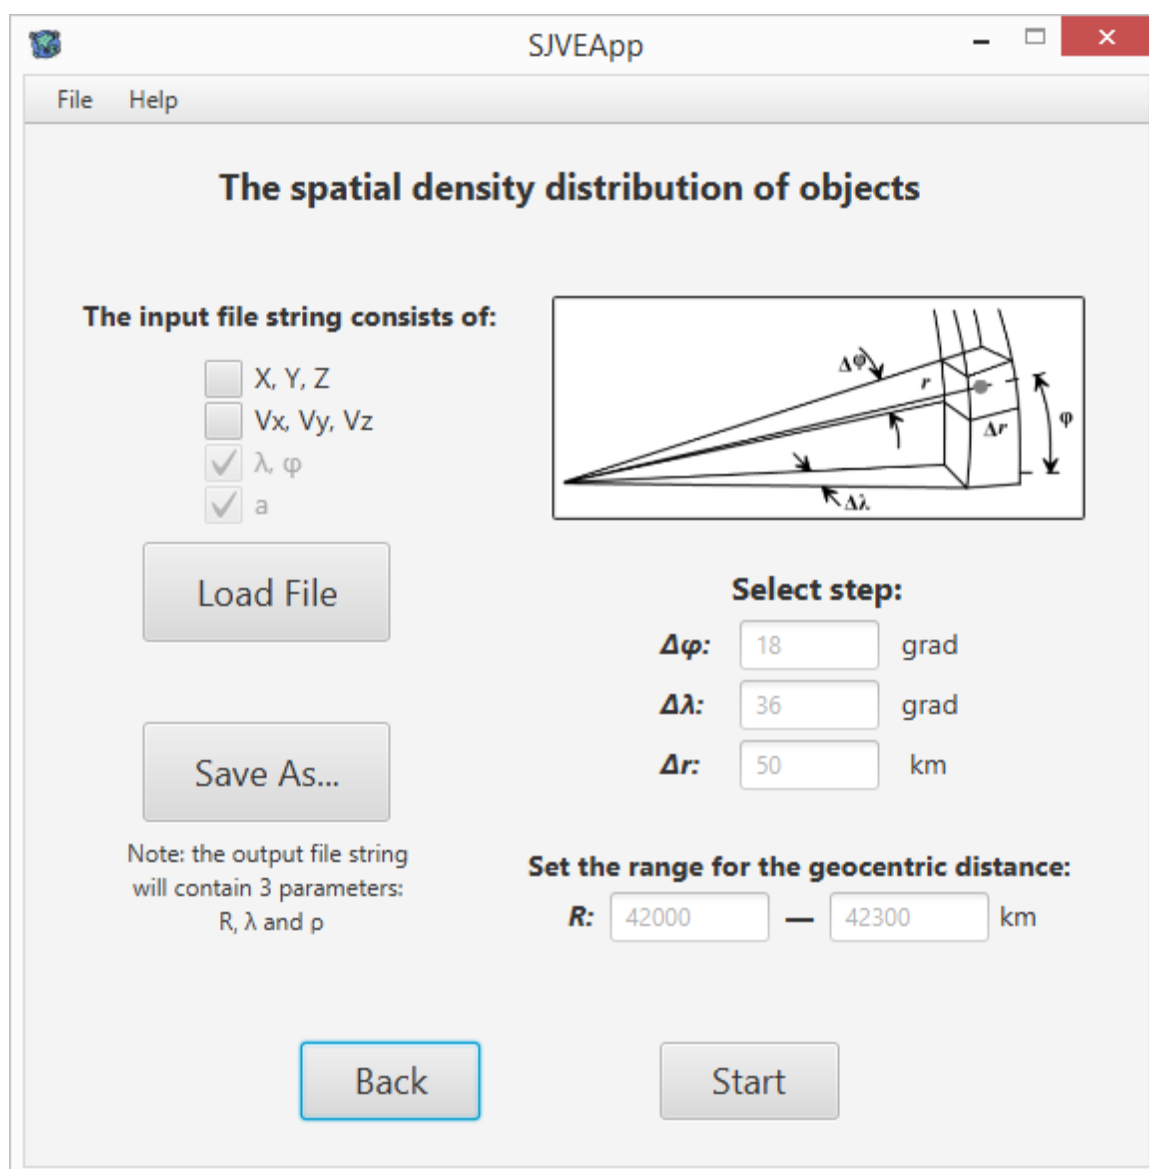 SJVEApp
File Help
The spatial density distribution of objects
The input file string consists of:
X, Y, Z
Vx, Vy, Vz
λ, φ
a
Load File
Save As...
Note: the output file string
will contain 3 parameters:
R, λ and ρ
Δφ
r
Δr
φ
Δλ
Select step:
Δφ: 18 grad
Δλ: 36 grad
Δr: 50 km
Set the range for the geocentric distance:
R: 42000 — 42300 km
Back
Start